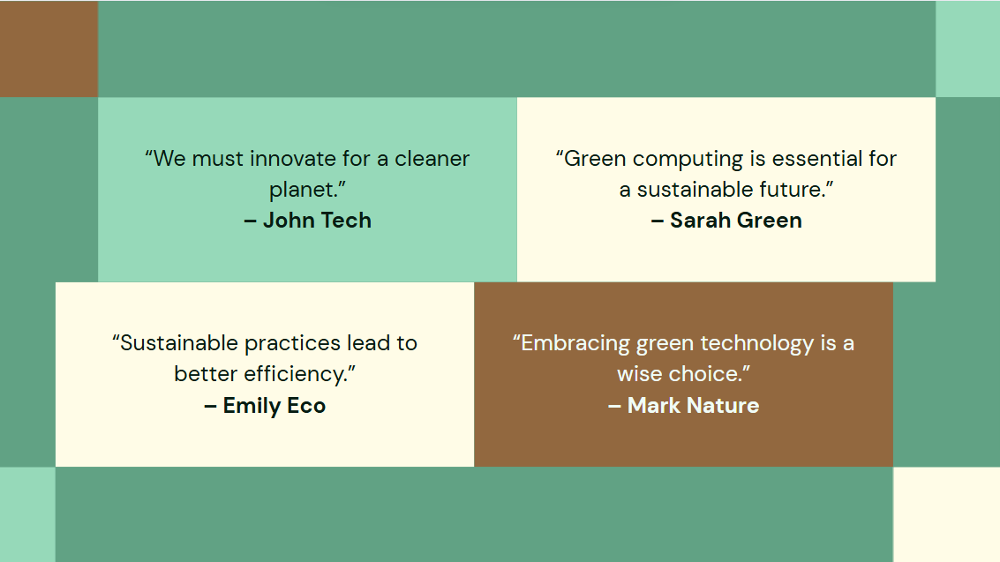 “We must innovate for a cleaner
planet.”
– John Tech
“Green computing is essential for
a sustainable future.”
– Sarah Green
“Sustainable practices lead to
better efficiency.”
– Emily Eco
“Embracing green technology is a
wise choice.”
– Mark Nature